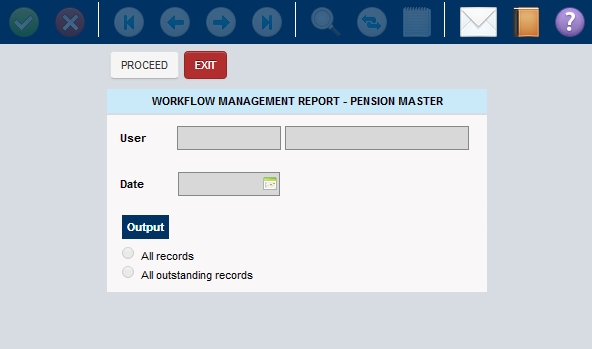 PROCEED EXIT
WORKFLOW MANAGEMENT REPORT - PENSION MASTER
User
Date
Output
All records
All outstanding records